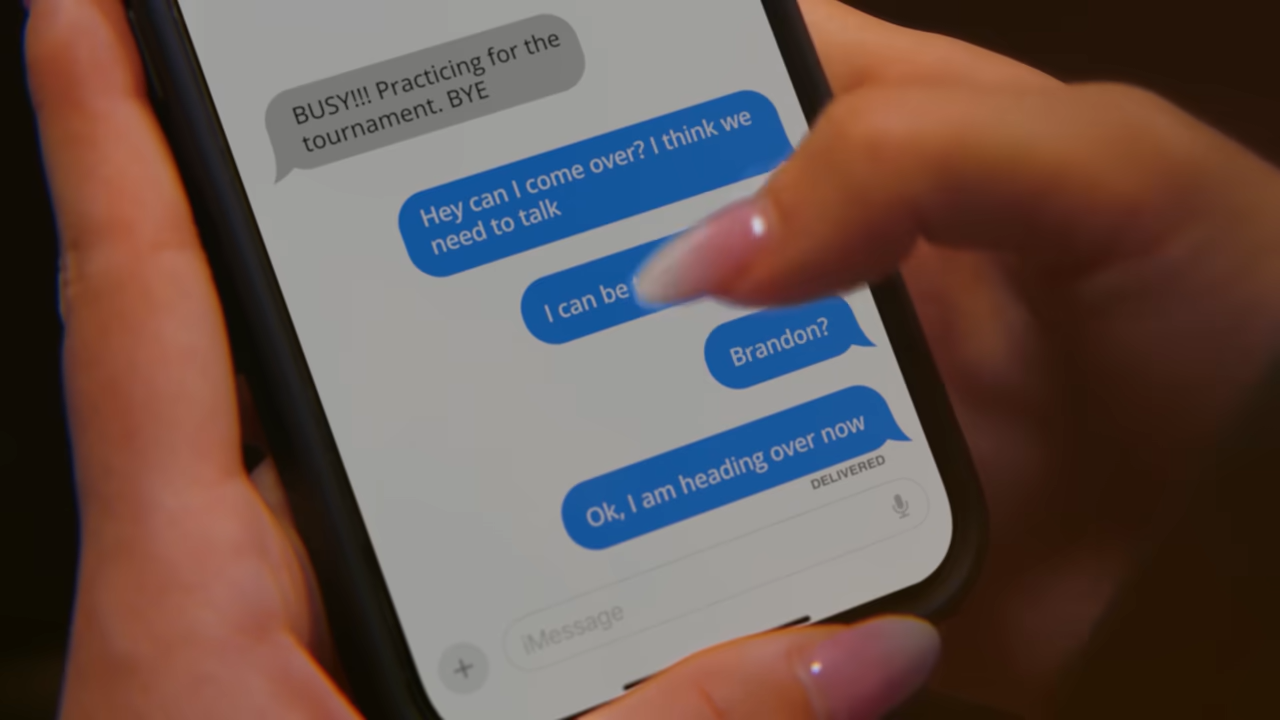 BUSY!!! Practicing for the
tournament. BYE
Hey can I come over? I think we
need to talk
I can be
Brandon?
Ok, I am heading over now
DELIVERED
iMessage